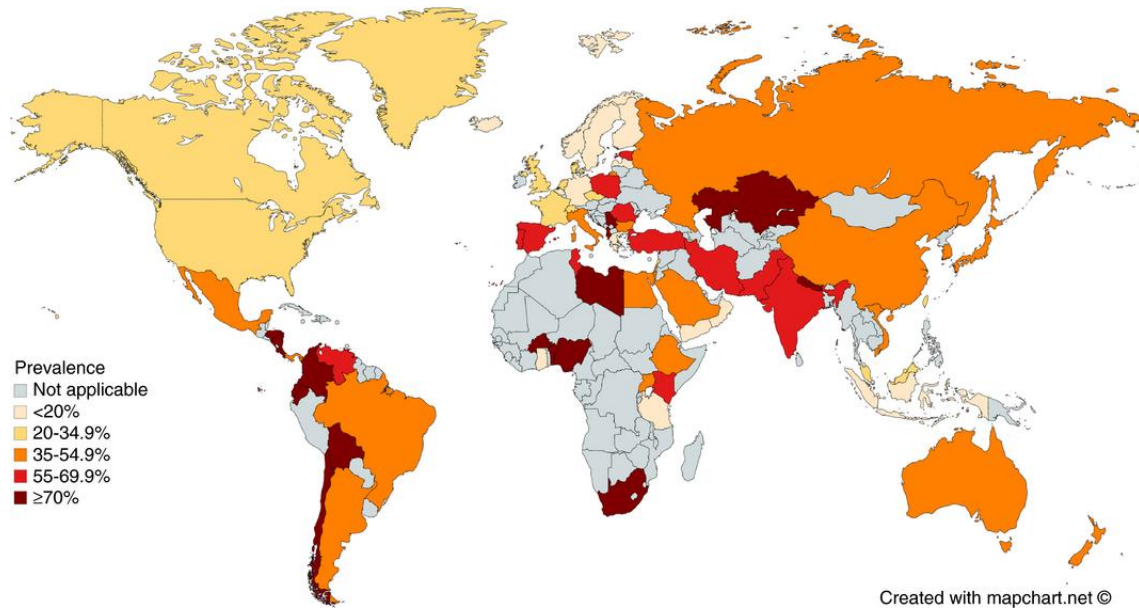 Prevalence
Not applicable
<20%
20-34.9%
35-54.9%
55-69.9%
≥70%
Created with mapchart.net ©